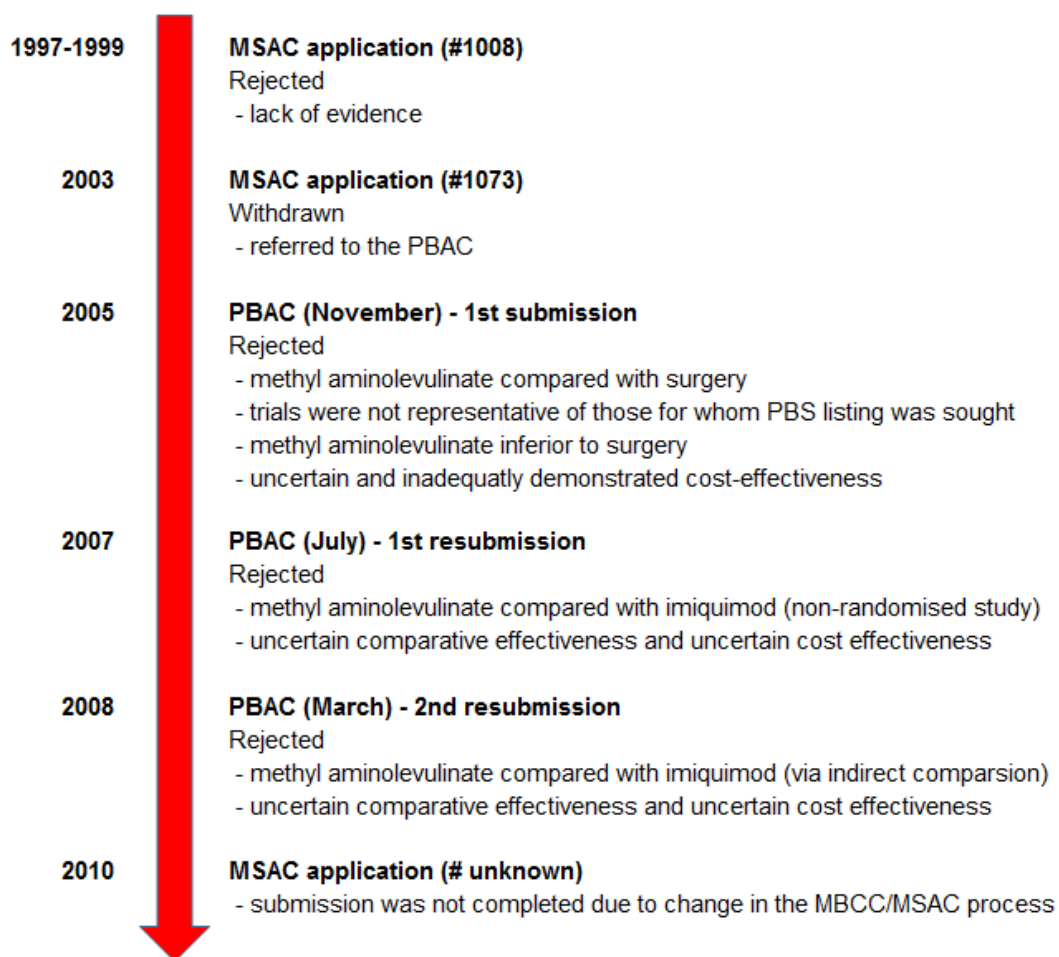 1997-1999 MSAC application (#1008)
Rejected
- lack of evidence
2003 MSAC application (#1073)
Withdrawn
- referred to the PBAC
2005 PBAC (November) - 1st submission
Rejected
- methyl aminolevulinate compared with surgery
- trials were not representative of those for whom PBS listing was sought
- methyl aminolevulinate inferior to surgery
- uncertain and inadequatly demonstrated cost-effectiveness
2007 PBAC (July) - 1st resubmission
Rejected
- methyl aminolevulinate compared with imiquimod (non-randomised study)
- uncertain comparative effectiveness and uncertain cost effectiveness
2008 PBAC (March) - 2nd resubmission
Rejected
- methyl aminolevulinate compared with imiquimod (via indirect comparsion)
- uncertain comparative effectiveness and uncertain cost effectiveness
2010 MSAC application (# unknown)
- submission was not completed due to change in the MBCC/MSAC process